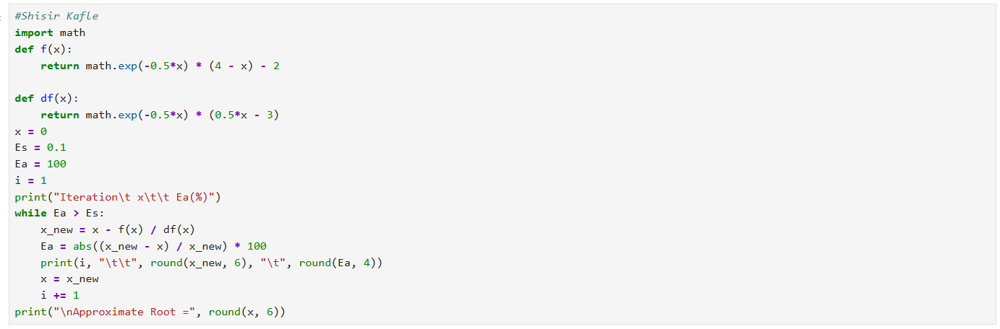 #Shisir Kafle
import math
def f(x):
    return math.exp(-0.5*x) * (4 - x) - 2

def df(x):
    return math.exp(-0.5*x) * (0.5*x - 3)
x = 0
Es = 0.1
Ea = 100
i = 1
print("Iteration\t x\t\t Ea(%)")
while Ea > Es:
    x_new = x - f(x) / df(x)
    Ea = abs((x_new - x) / x_new) * 100
    print(i, "\t\t", round(x_new, 6), "\t", round(Ea, 4))
    x = x_new
    i += 1
print("\nApproximate Root =", round(x, 6))